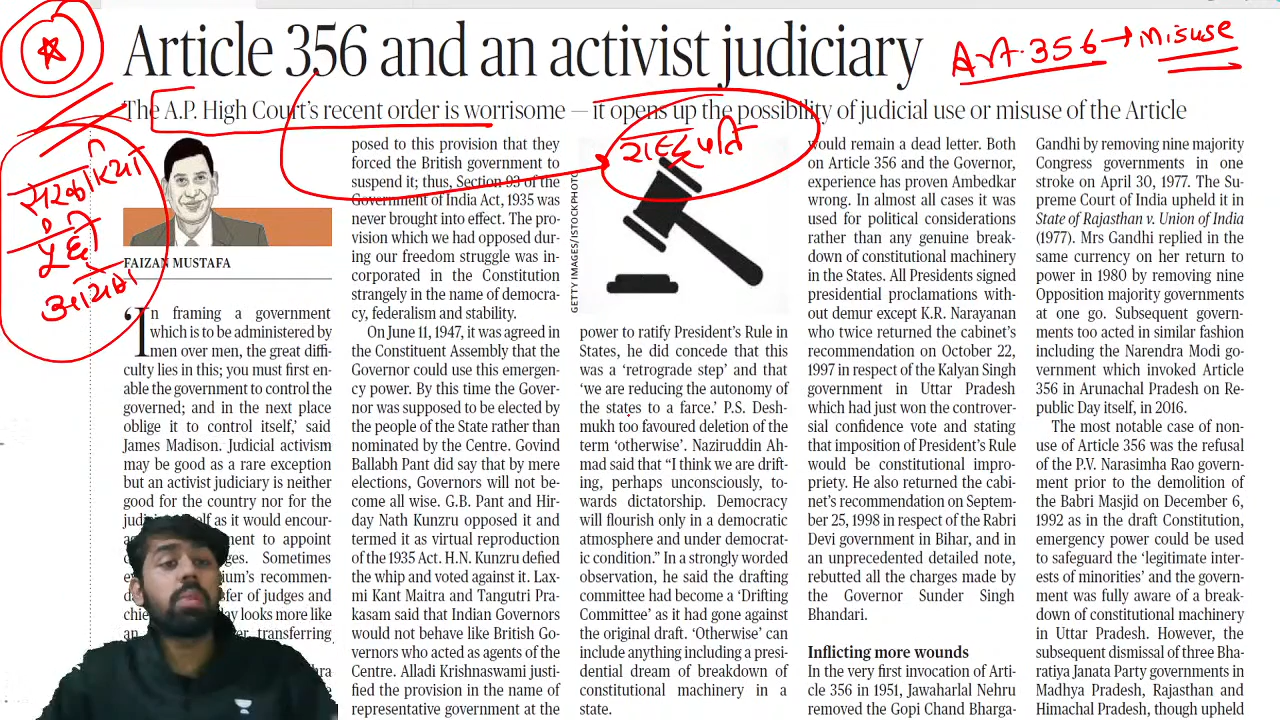 Article 356 and an activist judiciary
Art.356 → Misuse
The A.P. High Court's recent order is worrisome — it opens up the possibility of judicial use or misuse of the Article
FAIZAN MUSTAFA
'In framing a government
which is to be administered by
men over men, the great diffi-
culty lies in this; you must first en-
able the government to control the
governed; and in the next place
oblige it to control itself,' said
James Madison. Judicial activism
may be good as a rare exception
but an activist judiciary is neither
good for the country nor for the
as it would encour-
to appoint
Sometimes
recommen-
of judges and
looks more like
transferring
posed to this provision that they
forced the British government to
suspend it; thus, Section 93 of the
Government of India Act, 1935 was
never brought into effect. The pro-
vision which we had opposed dur-
ing our freedom struggle was in-
corporated in the Constitution
strangely in the name of democra-
cy, federalism and stability.
On June 11, 1947, it was agreed in
the Constituent Assembly that the
Governor could use this emergen-
cy power. By this time the Gover-
nor was supposed to be elected by
the people of the State rather than
nominated by the Centre. Govind
Ballabh Pant did say that by mere
elections, Governors will not be-
come all wise. G.B. Pant and Hir-
day Nath Kunzru opposed it and
termed it as virtual reproduction
of the 1935 Act. H.N. Kunzru defied
the whip and voted against it. Lax-
mi Kant Maitra and Tangutri Pra-
kasam said that Indian Governors
would not behave like British Go-
vernors who acted as agents of the
Centre. Alladi Krishnaswami justi-
fied the provision in the name of
representative government at the
GETTY IMAGES/ISTOCKPHOTO
power to ratify President's Rule in
States, he did concede that this
was a 'retrograde step' and that
'we are reducing the autonomy of
the states to a farce.' P.S. Desh-
mukh too favoured deletion of the
term 'otherwise'. Naziruddin Ah-
mad said that "I think we are drift-
ing, perhaps unconsciously, to-
wards dictatorship. Democracy
will flourish only in a democratic
atmosphere and under democrat-
ic condition." In a strongly worded
observation, he said the drafting
committee had become a 'Drifting
Committee' as it had gone against
the original draft. 'Otherwise' can
include anything including a presi-
dential dream of breakdown of
constitutional machinery in a
state.
would remain a dead letter. Both
on Article 356 and the Governor,
experience has proven Ambedkar
wrong. In almost all cases it was
used for political considerations
rather than any genuine break-
down of constitutional machinery
in the States. All Presidents signed
presidential proclamations with-
out demur except K.R. Narayanan
who twice returned the cabinet's
recommendation on October 22,
1997 in respect of the Kalyan Singh
government in Uttar Pradesh
which had just won the controver-
sial confidence vote and stating
that imposition of President's Rule
would be constitutional impro-
priety. He also returned the cabi-
net's recommendation on Septem-
ber 25, 1998 in respect of the Rabri
Devi government in Bihar, and in
an unprecedented detailed note,
rebutted all the charges made by
the Governor Sunder Singh
Bhandari.
Inflicting more wounds
In the very first invocation of Arti-
cle 356 in 1951, Jawaharlal Nehru
removed the Gopi Chand Bharga-
Gandhi by removing nine majority
Congress governments in one
stroke on April 30, 1977. The Su-
preme Court of India upheld it in
State of Rajasthan v. Union of India
(1977). Mrs Gandhi replied in the
same currency on her return to
power in 1980 by removing nine
Opposition majority governments
at one go. Subsequent govern-
ments too acted in similar fashion
including the Narendra Modi go-
vernment which invoked Article
356 in Arunachal Pradesh on Re-
public Day itself, in 2016.
The most notable case of non-
use of Article 356 was the refusal
of the P.V. Narasimha Rao govern-
ment prior to the demolition of
the Babri Masjid on December 6,
1992 as in the draft Constitution,
emergency power could be used
to safeguard the 'legitimate inter-
ests of minorities' and the govern-
ment was fully aware of a break-
down of constitutional machinery
in Uttar Pradesh. However, the
subsequent dismissal of three Bha-
ratiya Janata Party governments in
Madhya Pradesh, Rajasthan and
Himachal Pradesh, though upheld